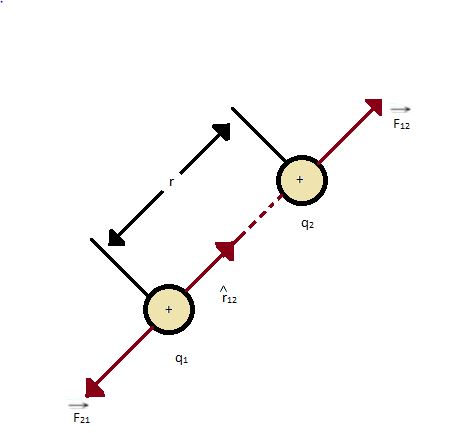 F₁₂
r
+
q₂
r̂₁₂
+
q₁
F₂₁